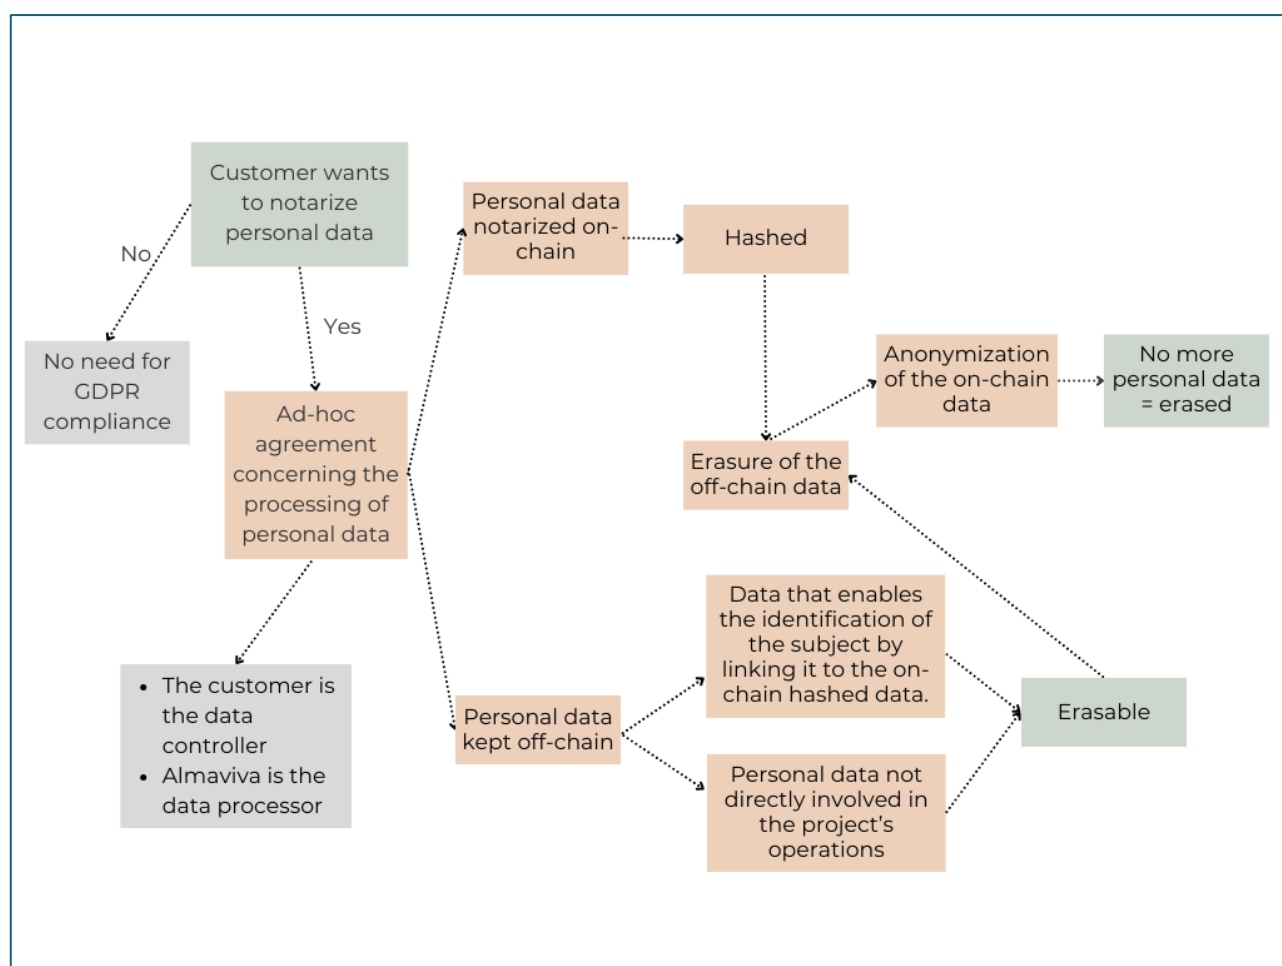 Customer wants
to notarize
personal data
No
Yes
No need for
GDPR
compliance
Ad-hoc
agreement
concerning the
processing of
personal data
• The customer is
the data
controller
• Almaviva is the
data processor
Personal data
notarized on-
chain
Hashed
Anonymization
of the on-chain
data
No more
personal data
= erased
Erasure of the
off-chain data
Personal data
kept off-chain
Data that enables
the identification of
the subject by
linking it to the on-
chain hashed data.
Personal data not
directly involved in
the project’s
operations
Erasable